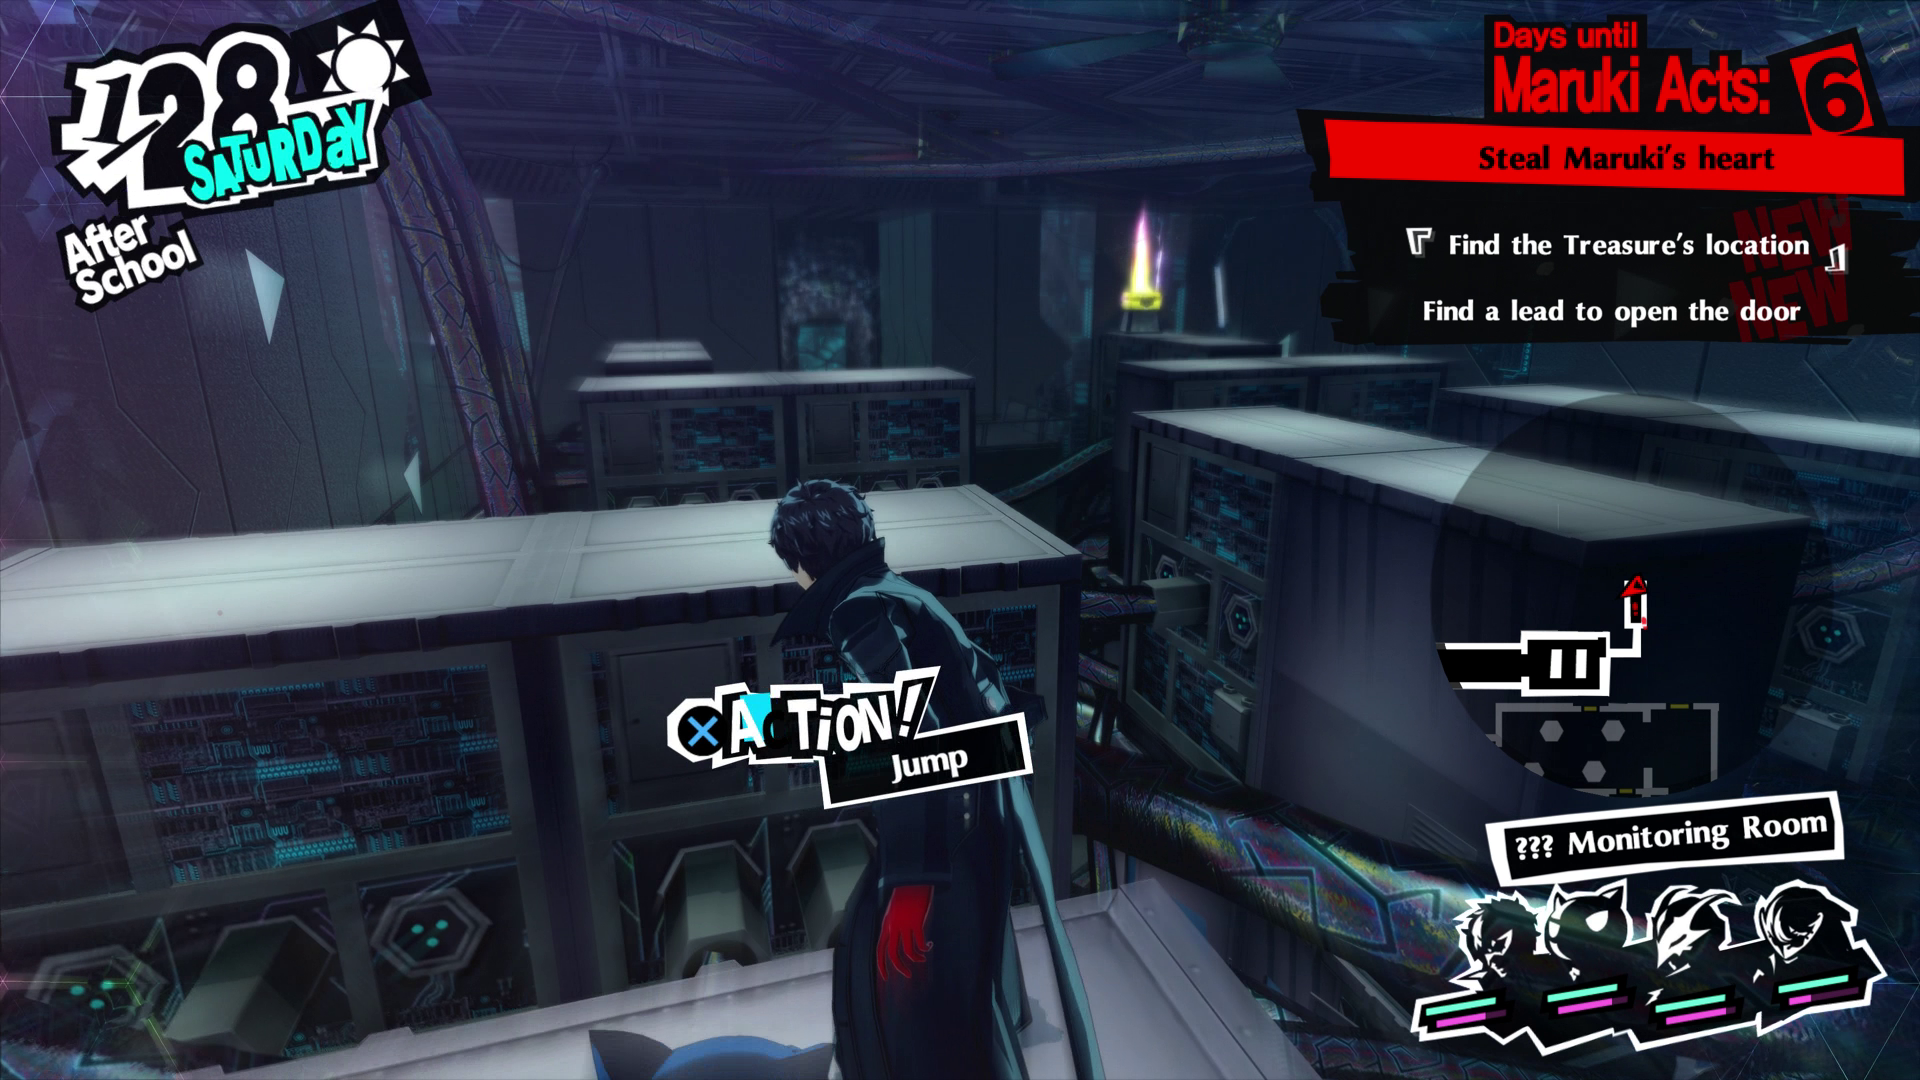 1/28
SATURDaY
After
School
Days until
Maruki Acts: 6
Steal Maruki's heart
Find the Treasure's location
NEW
Find a lead to open the door
NEW
AcTiON!
Jump
??? Monitoring Room